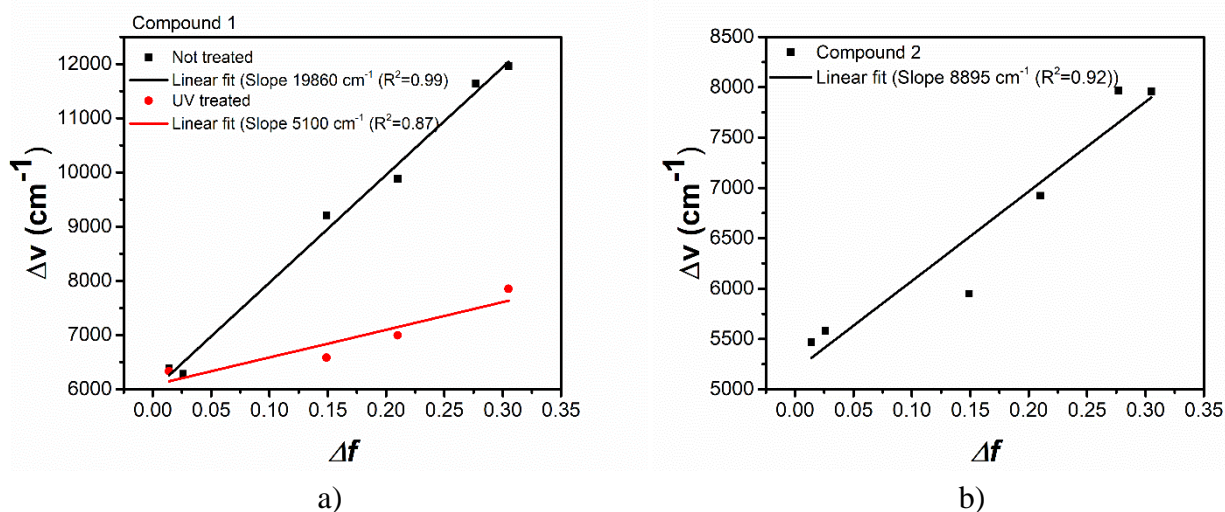 Compound 1
Not treated
Linear fit (Slope 19860 cm⁻¹ (R²=0.99)
UV treated
Linear fit (Slope 5100 cm⁻¹ (R²=0.87)
12000
11000
10000
9000
8000
7000
6000
Δv (cm⁻¹)
0.00 0.05 0.10 0.15 0.20 0.25 0.30 0.35
Δf
a)
Compound 2
Linear fit (Slope 8895 cm⁻¹ (R²=0.92))
8500
8000
7500
7000
6500
6000
5500
5000
Δv (cm⁻¹)
0.00 0.05 0.10 0.15 0.20 0.25 0.30 0.35
Δf
b)